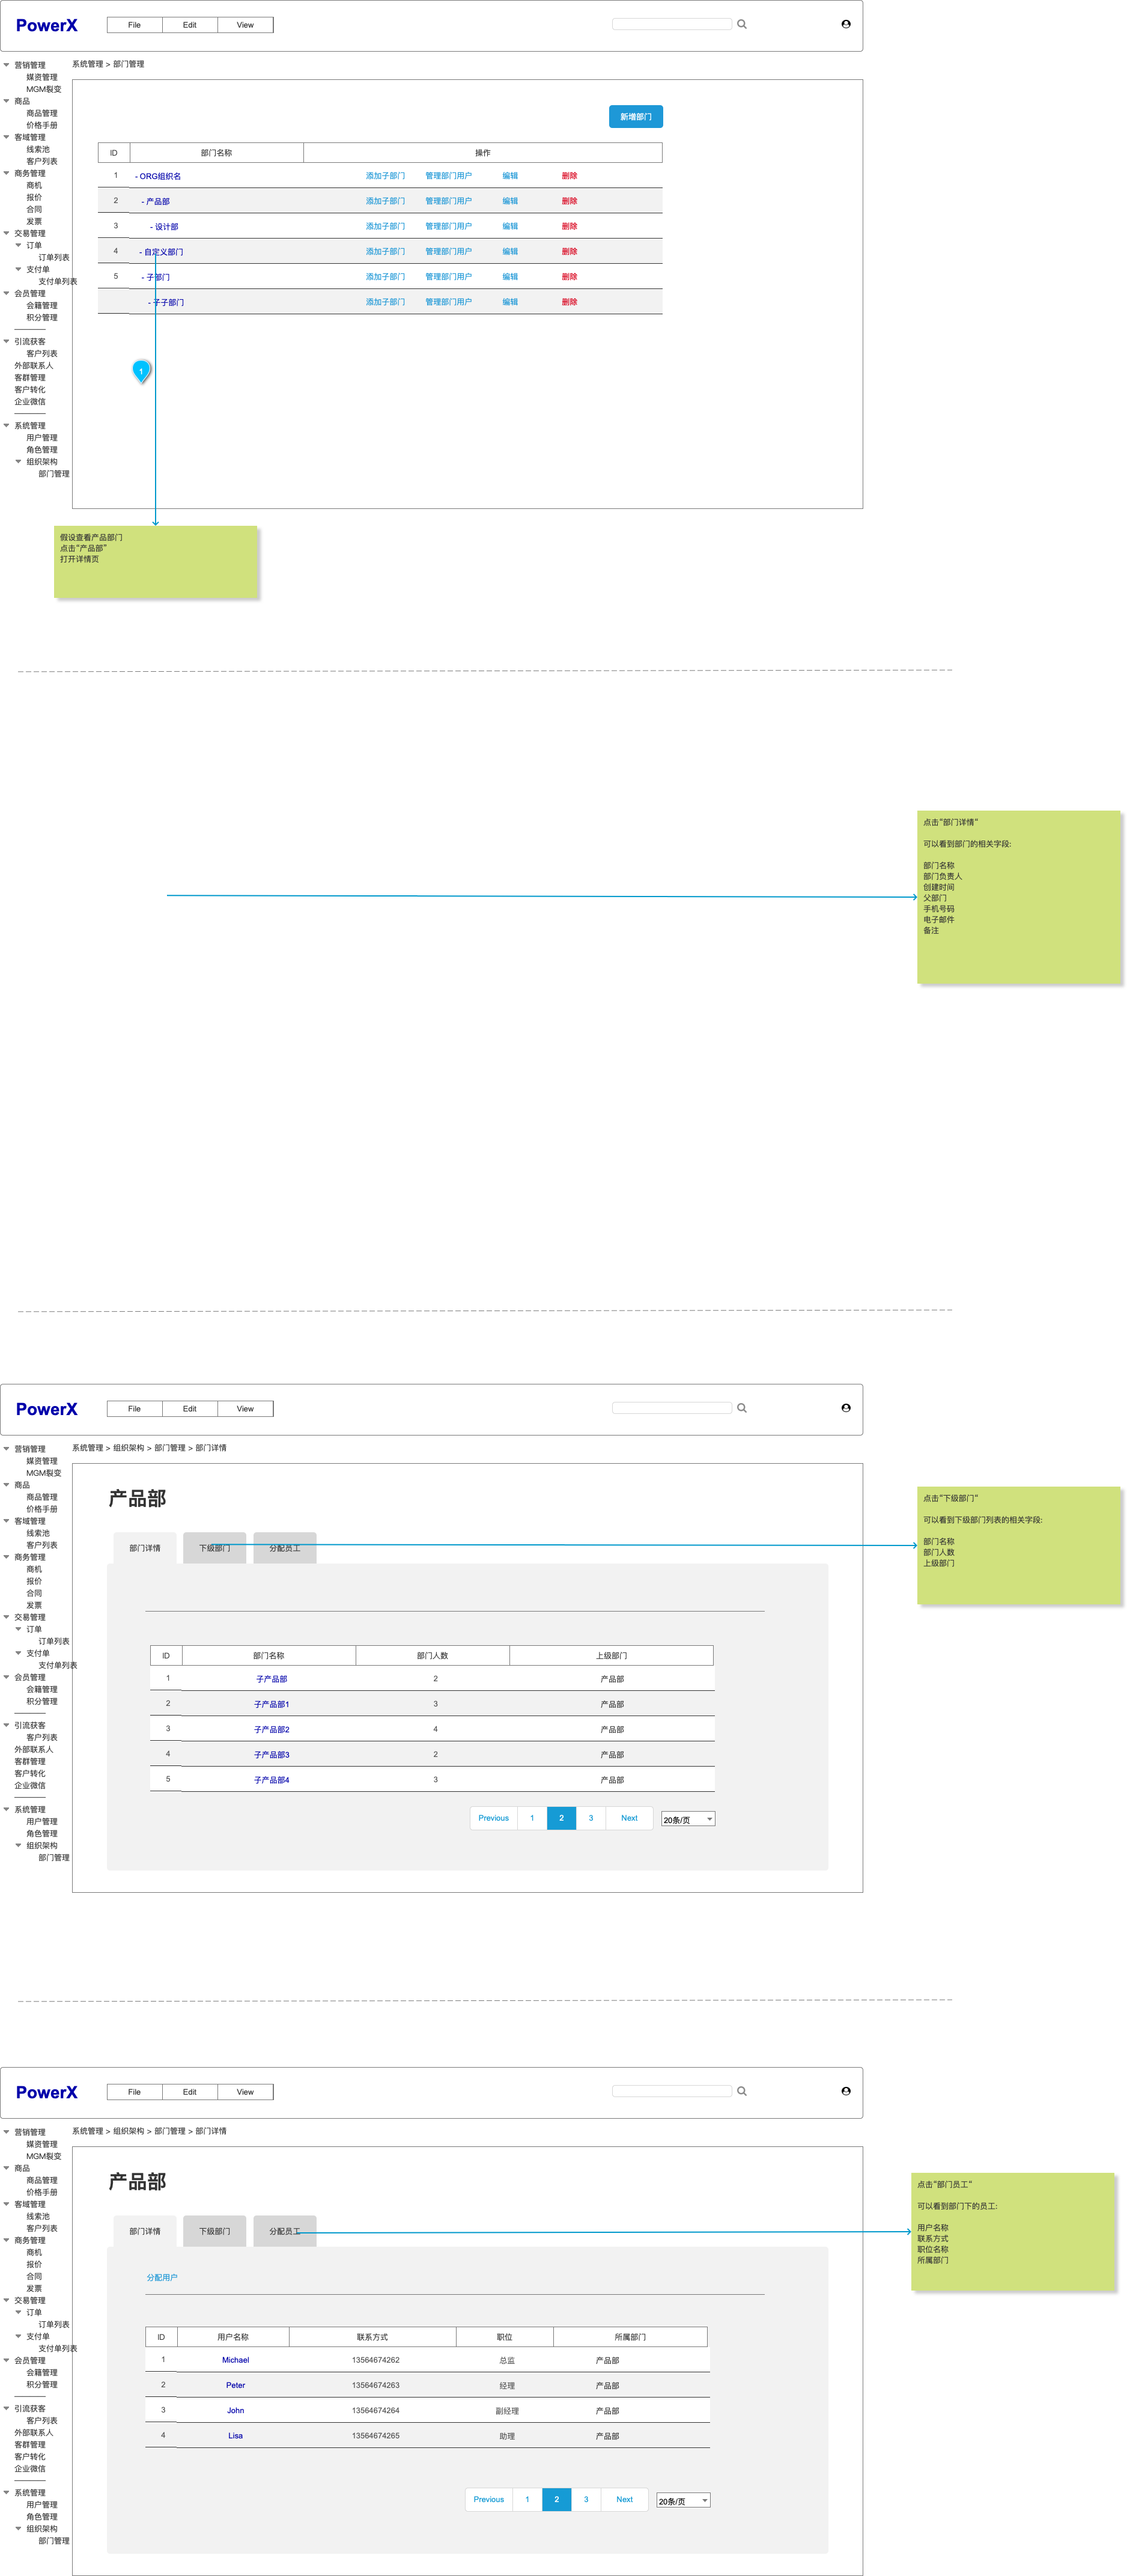 PowerX
File Edit View
系统管理 > 部门管理
营销管理
媒资管理
MGM裂变
商品
商品管理
价格手册
客域管理
线索池
客户列表
商务管理
商机
报价
合同
发票
交易管理
订单
订单列表
支付单
支付单列表
会员管理
会籍管理
积分管理
引流获客
客户列表
外部联系人
客群管理
客户转化
企业微信
系统管理
用户管理
角色管理
组织架构
部门管理
新增部门
ID 部门名称 操作
1 - ORG组织名 添加子部门 管理部门用户 编辑 删除
2 - 产品部 添加子部门 管理部门用户 编辑 删除
3 - 设计部 添加子部门 管理部门用户 编辑 删除
4 - 自定义部门 添加子部门 管理部门用户 编辑 删除
5 - 子部门 添加子部门 管理部门用户 编辑 删除
- 子子部门 添加子部门 管理部门用户 编辑 删除
1
假设查看产品部门
点击“产品部”
打开详情页
点击“部门详情“
可以看到部门的相关字段:
部门名称
部门负责人
创建时间
父部门
手机号码
电子邮件
备注
PowerX
File Edit View
系统管理 > 组织架构 > 部门管理 > 部门详情
营销管理
媒资管理
MGM裂变
商品
商品管理
价格手册
客域管理
线索池
客户列表
商务管理
商机
报价
合同
发票
交易管理
订单
订单列表
支付单
支付单列表
会员管理
会籍管理
积分管理
引流获客
客户列表
外部联系人
客群管理
客户转化
企业微信
系统管理
用户管理
角色管理
组织架构
部门管理
产品部
部门详情 下级部门 分配员工
ID 部门名称 部门人数 上级部门
1 子产品部 2 产品部
2 子产品部1 3 产品部
3 子产品部2 4 产品部
4 子产品部3 2 产品部
5 子产品部4 3 产品部
Previous 1 2 3 Next 20条/页
点击“下级部门“
可以看到下级部门列表的相关字段:
部门名称
部门人数
上级部门
PowerX
File Edit View
系统管理 > 组织架构 > 部门管理 > 部门详情
营销管理
媒资管理
MGM裂变
商品
商品管理
价格手册
客域管理
线索池
客户列表
商务管理
商机
报价
合同
发票
交易管理
订单
订单列表
支付单
支付单列表
会员管理
会籍管理
积分管理
引流获客
客户列表
外部联系人
客群管理
客户转化
企业微信
系统管理
用户管理
角色管理
组织架构
部门管理
产品部
部门详情 下级部门 分配员工
分配用户
ID 用户名称 联系方式 职位 所属部门
1 Michael 13564674262 总监 产品部
2 Peter 13564674263 经理 产品部
3 John 13564674264 副经理 产品部
4 Lisa 13564674265 助理 产品部
Previous 1 2 3 Next 20条/页
点击“部门员工“
可以看到部门下的员工:
用户名称
联系方式
职位名称
所属部门